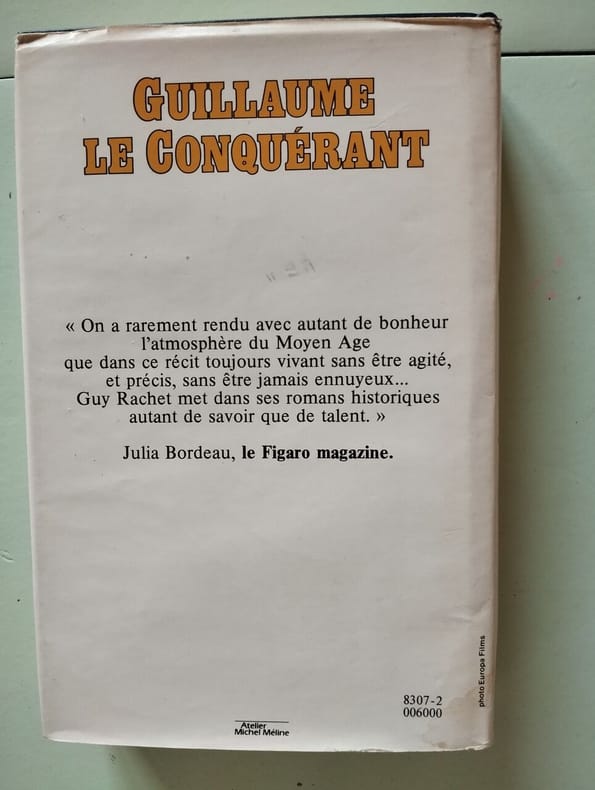 GUILLAUME
LE CONQUÉRANT
« On a rarement rendu avec autant de bonheur
l'atmosphère du Moyen Age
que dans ce récit toujours vivant sans être agité,
et précis, sans être jamais ennuyeux...
Guy Rachet met dans ses romans historiques
autant de savoir que de talent. »
Julia Bordeau, le Figaro magazine.
photo Europa Films
8307-2
006000
Atelier
Michel Méline